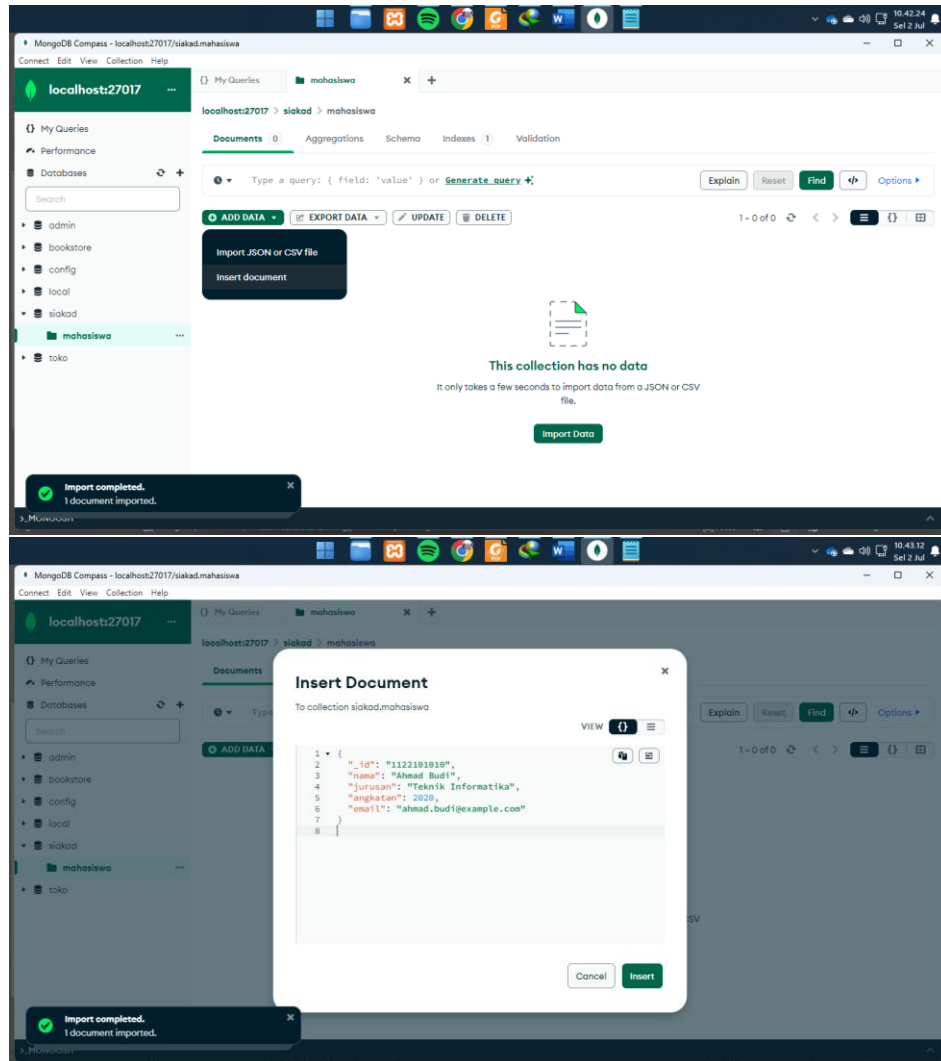 10.42.24
Sel 2 Jul
MongoDB Compass - localhost:27017/siakad.mahasiswa
Connect Edit View Collection Help
localhost:27017 ...
{} My Queries
mahasiswa
localhost:27017 > siakad > mahasiswa
{} My Queries
Performance
Databases
Search
admin
bookstore
config
local
siakad
mahasiswa ...
toko
Documents 0 Aggregations Schema Indexes 1 Validation
Type a query: { field: 'value' } or Generate query
Explain Reset Find </> Options
ADD DATA EXPORT DATA UPDATE DELETE
1 - 0 of 0
Import JSON or CSV file
Insert document
This collection has no data
It only takes a few seconds to import data from a JSON or CSV
file.
Import Data
Import completed.
1 document imported.
>_MONGOSH
10.43.12
Sel 2 Jul
MongoDB Compass - localhost:27017/siakad.mahasiswa
Connect Edit View Collection Help
localhost:27017 ...
{} My Queries
mahasiswa
localhost:27017 > siakad > mahasiswa
{} My Queries
Performance
Databases
Search
admin
bookstore
config
local
siakad
mahasiswa ...
toko
Documents
Type
Explain Reset Find </> Options
ADD DATA
1 - 0 of 0
CSV
Insert Document
To collection siakad.mahasiswa
VIEW {}
1 {
2 "_id": "1122101010",
3 "nama": "Ahmad Budi",
4 "jurusan": "Teknik Informatika",
5 "angkatan": 2020,
6 "email": "ahmad.budi@example.com"
7 }
8
Cancel Insert
Import completed.
1 document imported.
>_MONGOSH